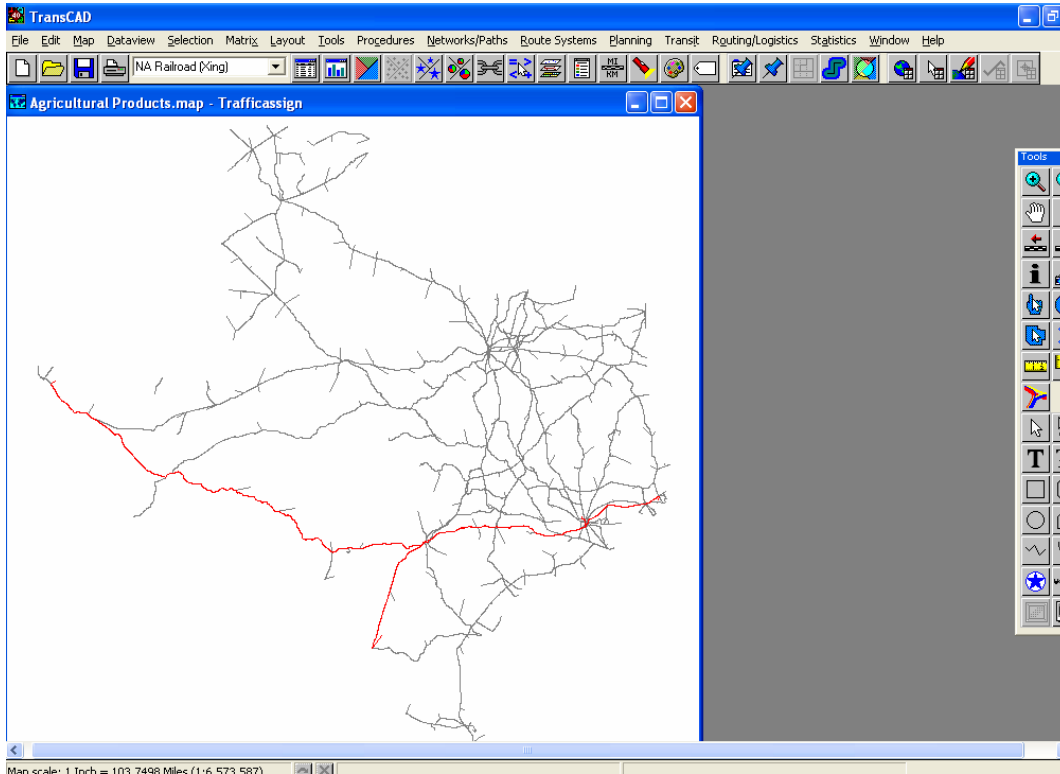 TransCAD
File Edit Map Dataview Selection Matrix Layout Tools Procedures Networks/Paths Route Systems Planning Transit Routing/Logistics Statistics Window Help
NA Railroad (Xing)
MI
KM
Agricultural Products.map - Trafficassign
Tools
i
T
Map scale: 1 Inch = 103.7498 Miles (1:6,573,587)